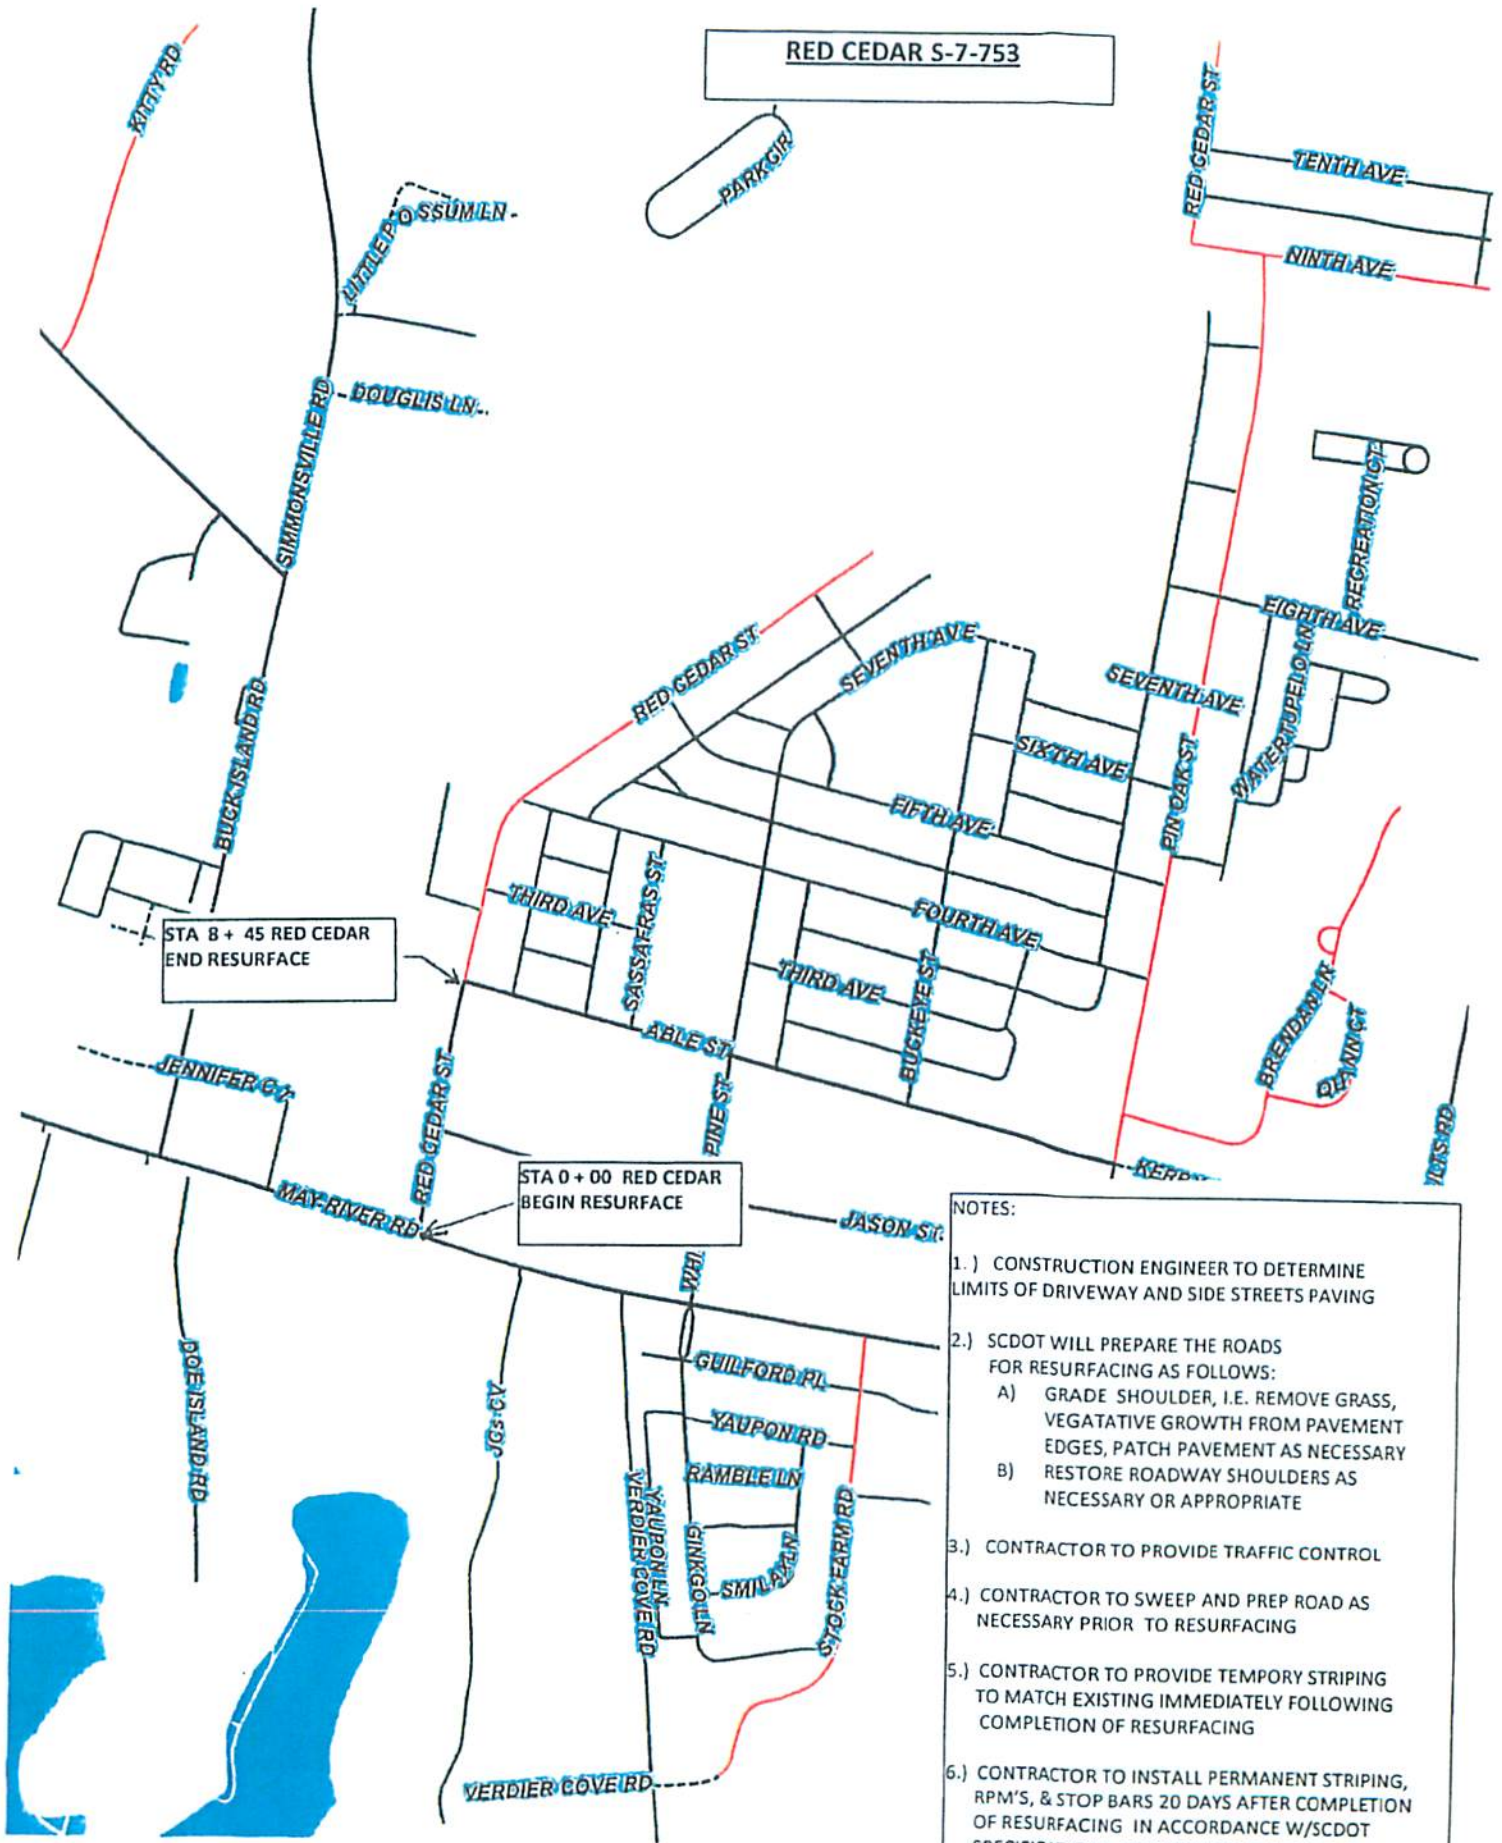 RED CEDAR S-7-753
KITTY RD
PARK CIR
RED CEDAR ST
TENTH AVE
LITTLE POSSUM LN
NINTH AVE
DOUGLIS LN
SIMMONSVILLE RD
RECREATION CT
EIGHTH AVE
RED CEDAR ST
SEVENTH AVE
SEVENTH AVE
WATERTUPELO LN
BUCK ISLAND RD
SIXTH AVE
PIN OAK ST
FIFTH AVE
THIRD AVE
SASSAFRAS ST
FOURTH AVE
STA 8 + 45 RED CEDAR
END RESURFACE
THIRD AVE
BUCKEYE ST
BRENDAN LN
DIANN CT
ABLE ST
JENNIFER CT
RED CEDAR ST
PINE ST
STA 0 + 00 RED CEDAR
BEGIN RESURFACE
MAY RIVER RD
JASON ST
WHI
DOE ISLAND RD
JCs CV
GUILFORD PL
YAUPON RD
RAMBLE LN
VERDIER COVE RD
YAUPON LN
GINKGO LN
SMILAX LN
STOCK FARM RD
VERDIER COVE RD
NOTES:
1.) CONSTRUCTION ENGINEER TO DETERMINE
LIMITS OF DRIVEWAY AND SIDE STREETS PAVING
2.) SCDOT WILL PREPARE THE ROADS
FOR RESURFACING AS FOLLOWS:
A) GRADE SHOULDER, I.E. REMOVE GRASS,
VEGATATIVE GROWTH FROM PAVEMENT
EDGES, PATCH PAVEMENT AS NECESSARY
B) RESTORE ROADWAY SHOULDERS AS
NECESSARY OR APPROPRIATE
3.) CONTRACTOR TO PROVIDE TRAFFIC CONTROL
4.) CONTRACTOR TO SWEEP AND PREP ROAD AS
NECESSARY PRIOR TO RESURFACING
5.) CONTRACTOR TO PROVIDE TEMPORY STRIPING
TO MATCH EXISTING IMMEDIATELY FOLLOWING
COMPLETION OF RESURFACING
6.) CONTRACTOR TO INSTALL PERMANENT STRIPING,
RPM'S, & STOP BARS 20 DAYS AFTER COMPLETION
OF RESURFACING IN ACCORDANCE W/SCDOT